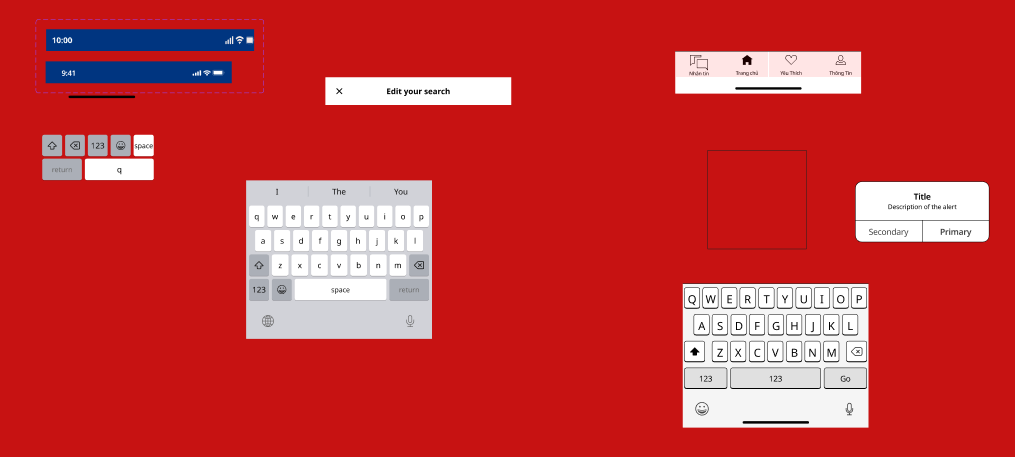 10:00
9:41
Edit your search
Nhắn tin Trang chủ Yêu Thích Thông Tin
123 space
return q
I The You
q w e r t y u i o p
a s d f g h j k l
z x c v b n m
123 space return
Title
Description of the alert
Secondary Primary
Q W E R T Y U I O P
A S D F G H J K L
Z X C V B N M
123 123 Go